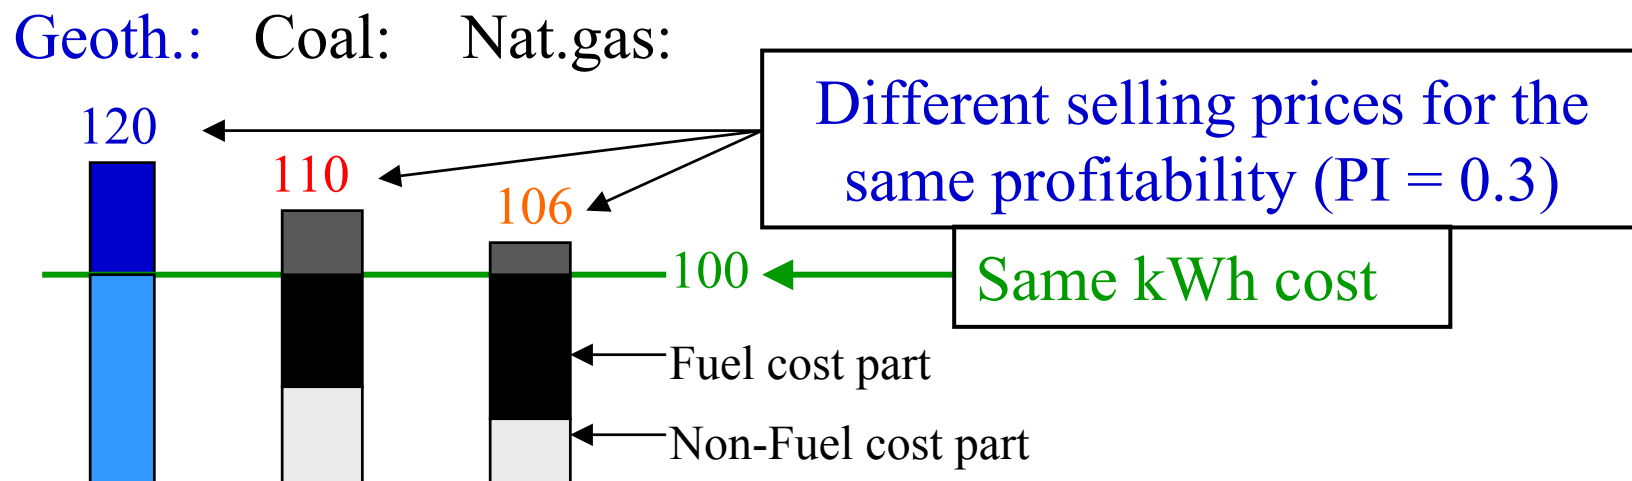 Geoth.: Coal: Nat.gas:
Different selling prices for the
same profitability (PI = 0.3)
120
110
106
100
Same kWh cost
Fuel cost part
Non-Fuel cost part